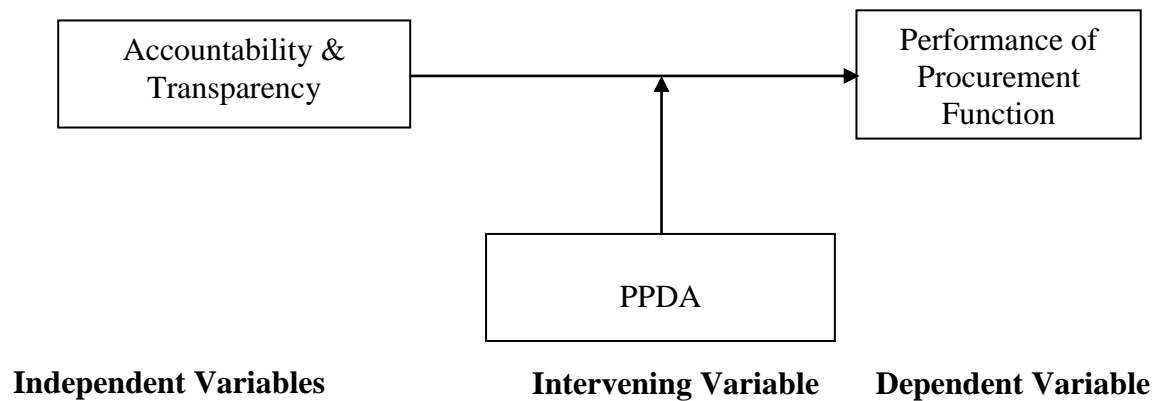 Accountability &
Transparency
Performance of
Procurement
Function
PPDA
Independent Variables
Intervening Variable
Dependent Variable